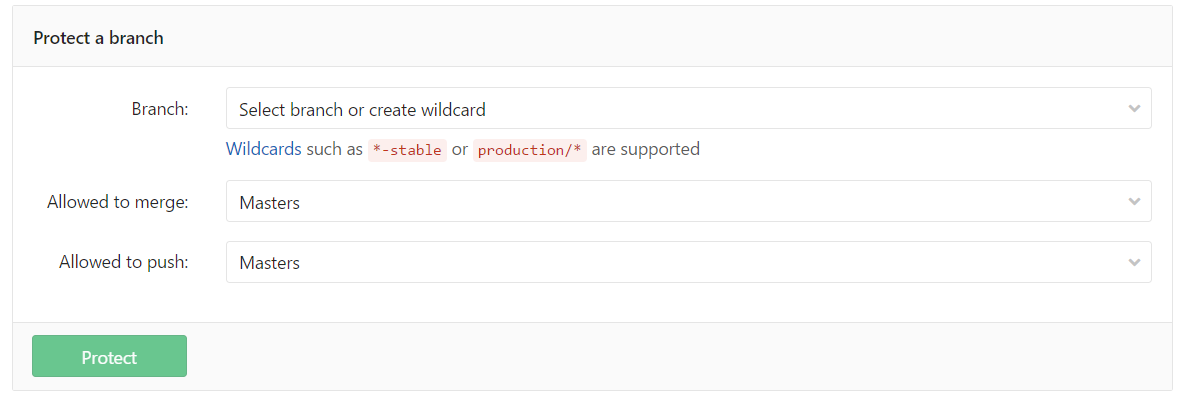 Protect a branch
Branch: Select branch or create wildcard
Wildcards such as *-stable or production/* are supported
Allowed to merge: Masters
Allowed to push: Masters
Protect